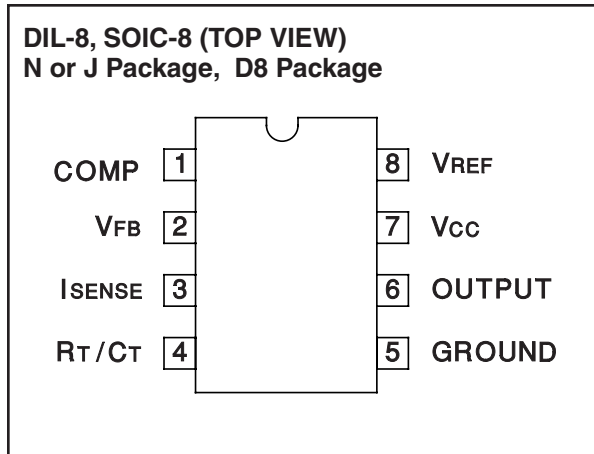 DIL-8, SOIC-8 (TOP VIEW)
N or J Package, D8 Package
COMP 1 8 VREF
VFB 2 7 VCC
ISENSE 3 6 OUTPUT
RT/CT 4 5 GROUND